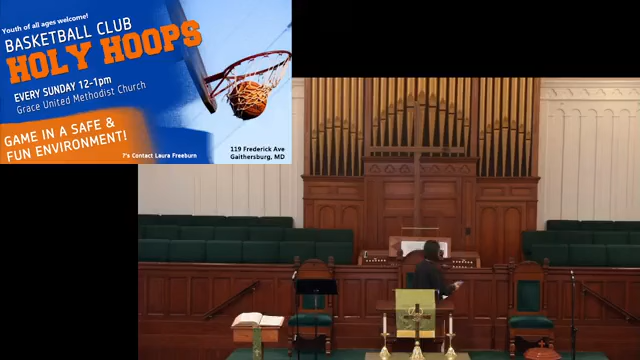 Youth of all ages welcome!
BASKETBALL CLUB
HOLY HOOPS
EVERY SUNDAY 12-1pm
Grace United Methodist Church
GAME IN A SAFE &
FUN ENVIRONMENT!
?'s Contact Laura Freeburn
119 Frederick Ave
Gaithersburg, MD